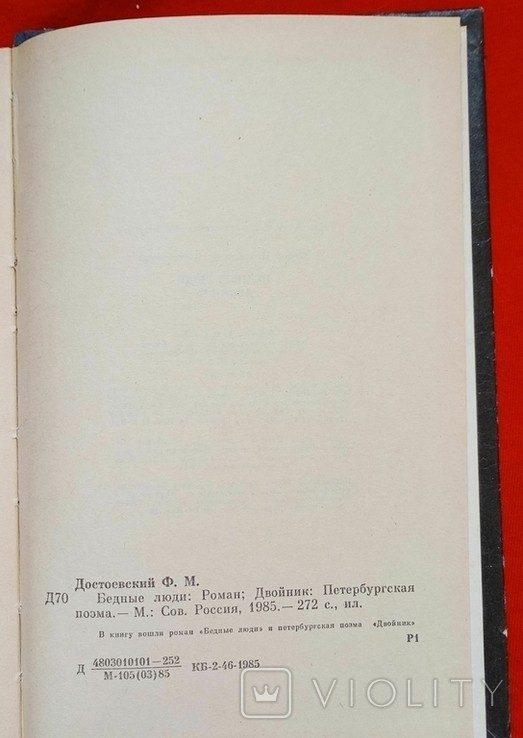 Достоевский Ф. М.
Д70 Бедные люди: Роман; Двойник: Петербургская
поэма.— М.: Сов. Россия, 1985.— 272 с., ил.
В книгу вошли роман «Бедные люди» и петербургская поэма «Двойник»
Р1
Д 4803010101—252
М-105(03)85 КБ-2-46-1985
VIOLITY